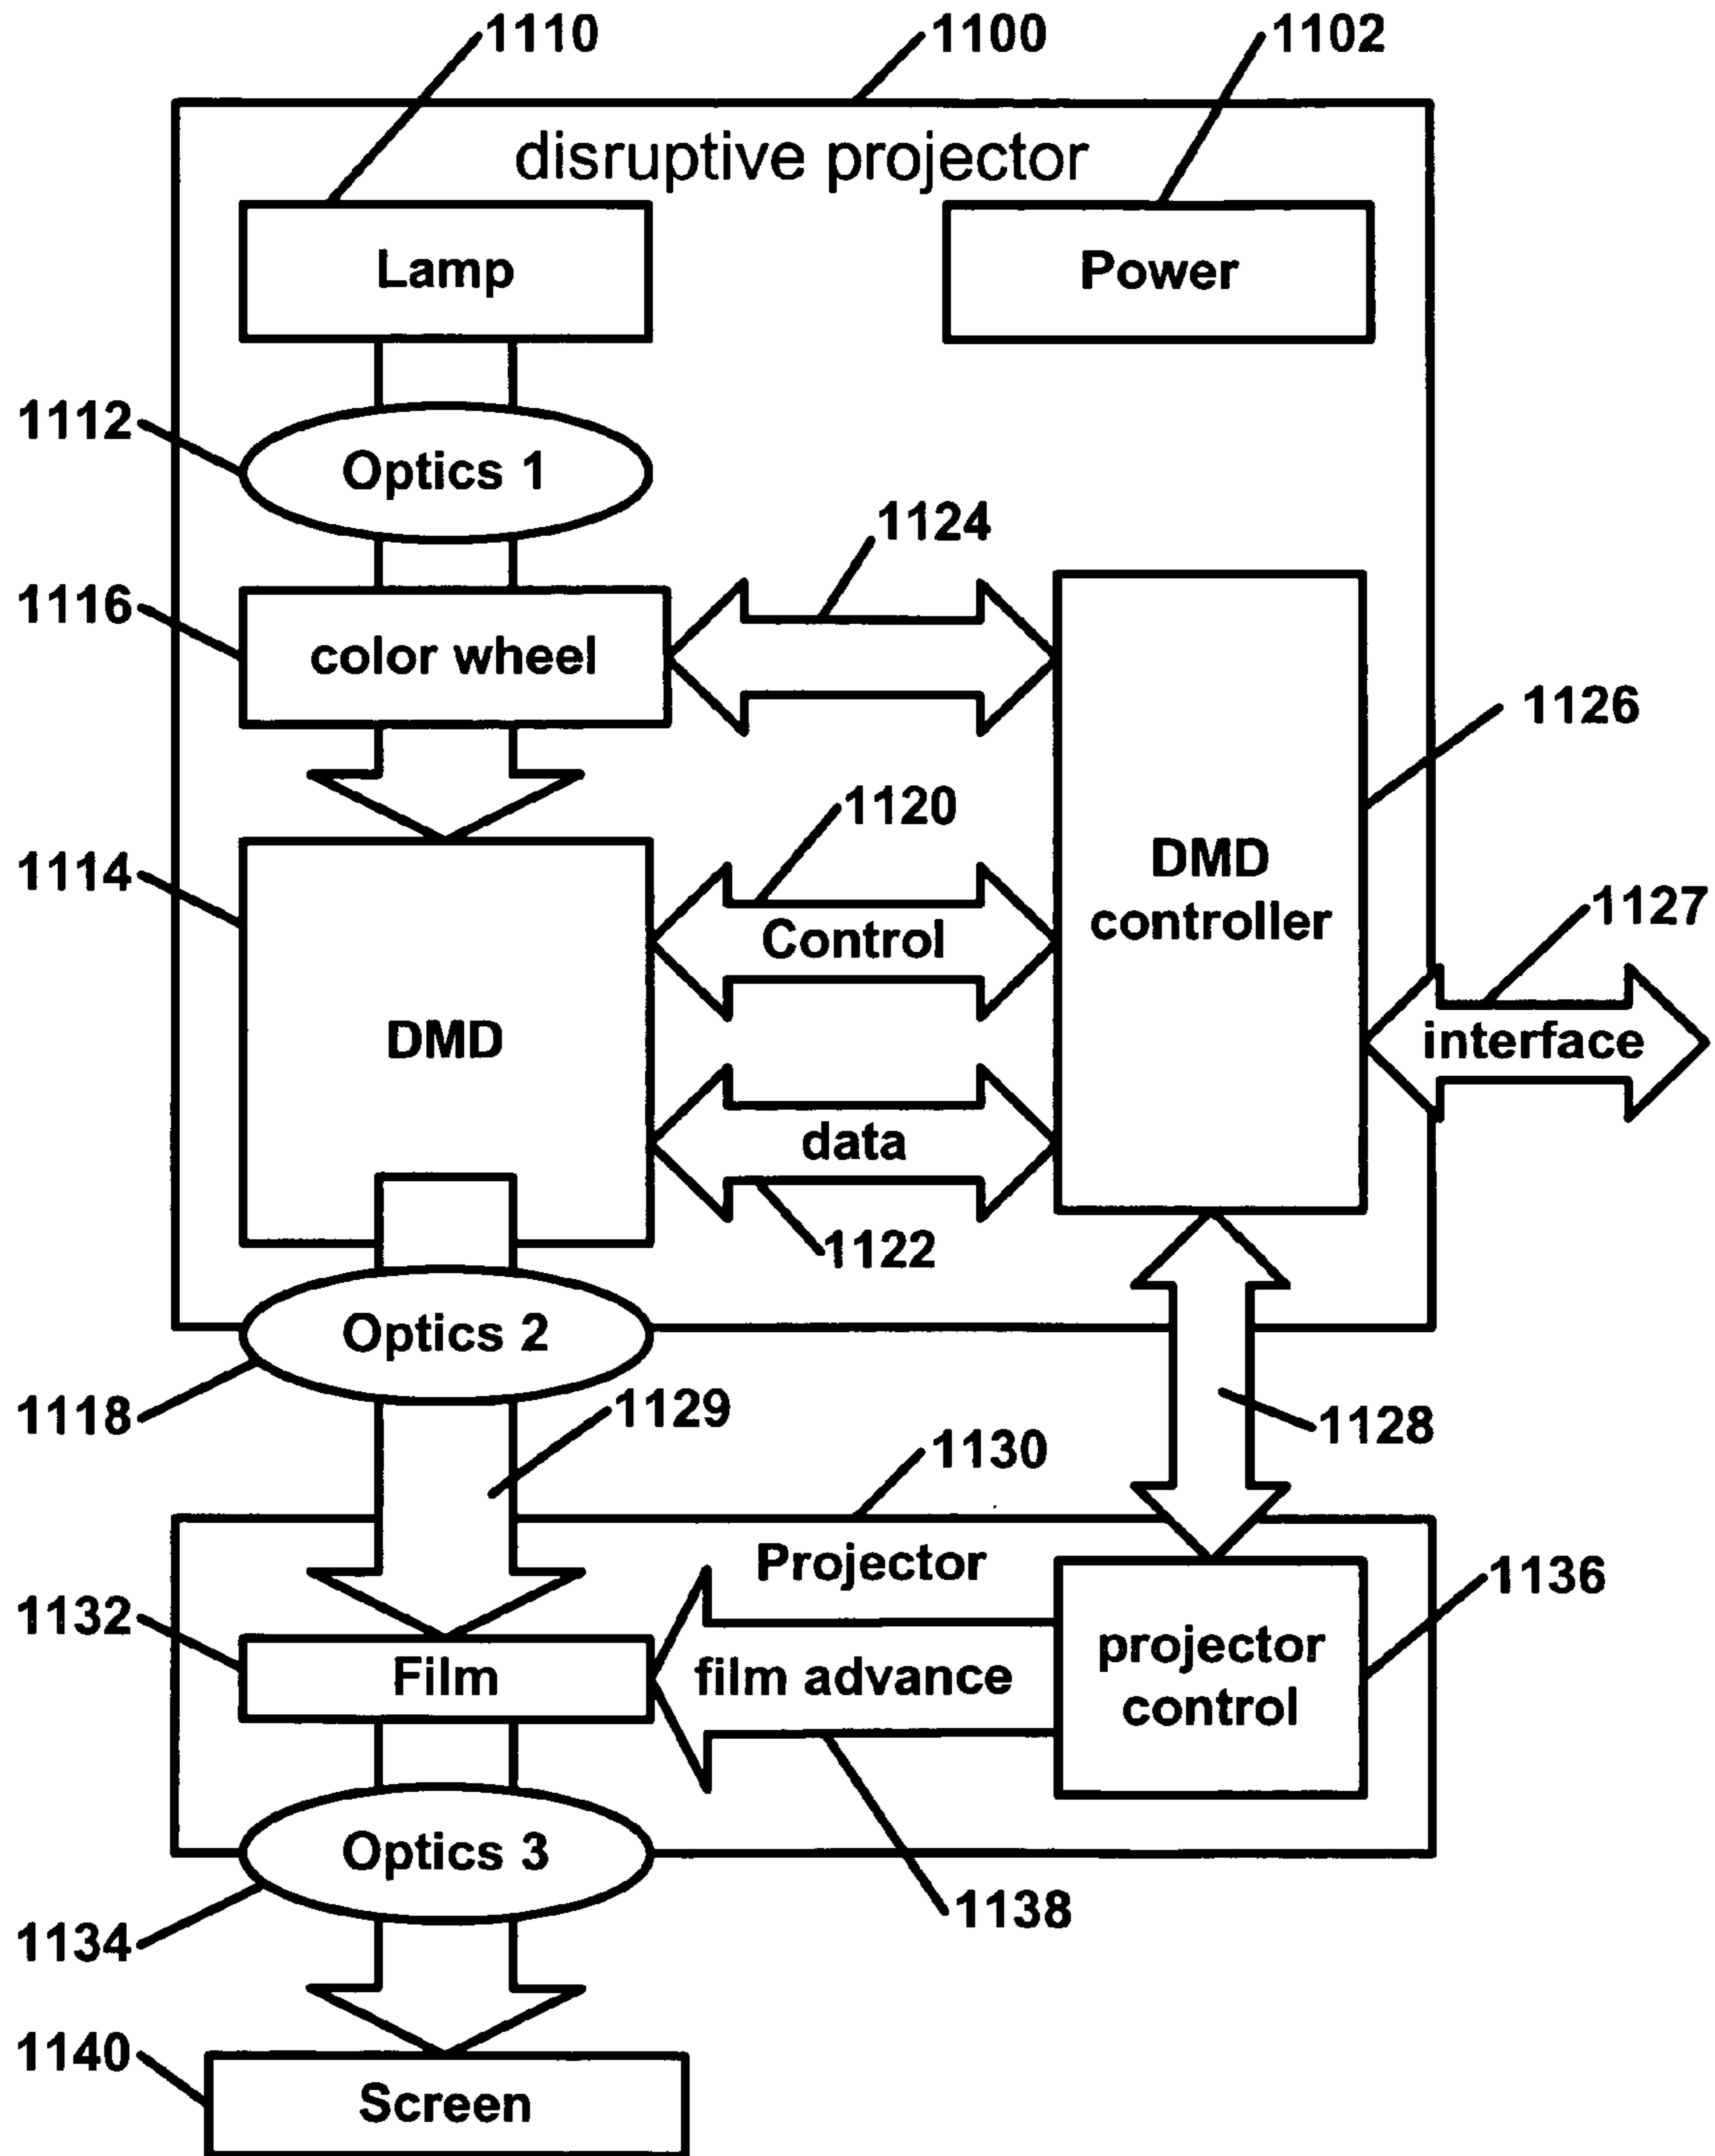 1110
1100
1102
disruptive projector
Lamp
Power
1112
Optics 1
1124
1116
color wheel
1126
1120
1114
DMD
controller
1127
Control
interface
DMD
data
1122
Optics 2
1118
1129
1128
1130
Projector
1136
1132
Film
film advance
projector
control
Optics 3
1138
1134
1140
Screen